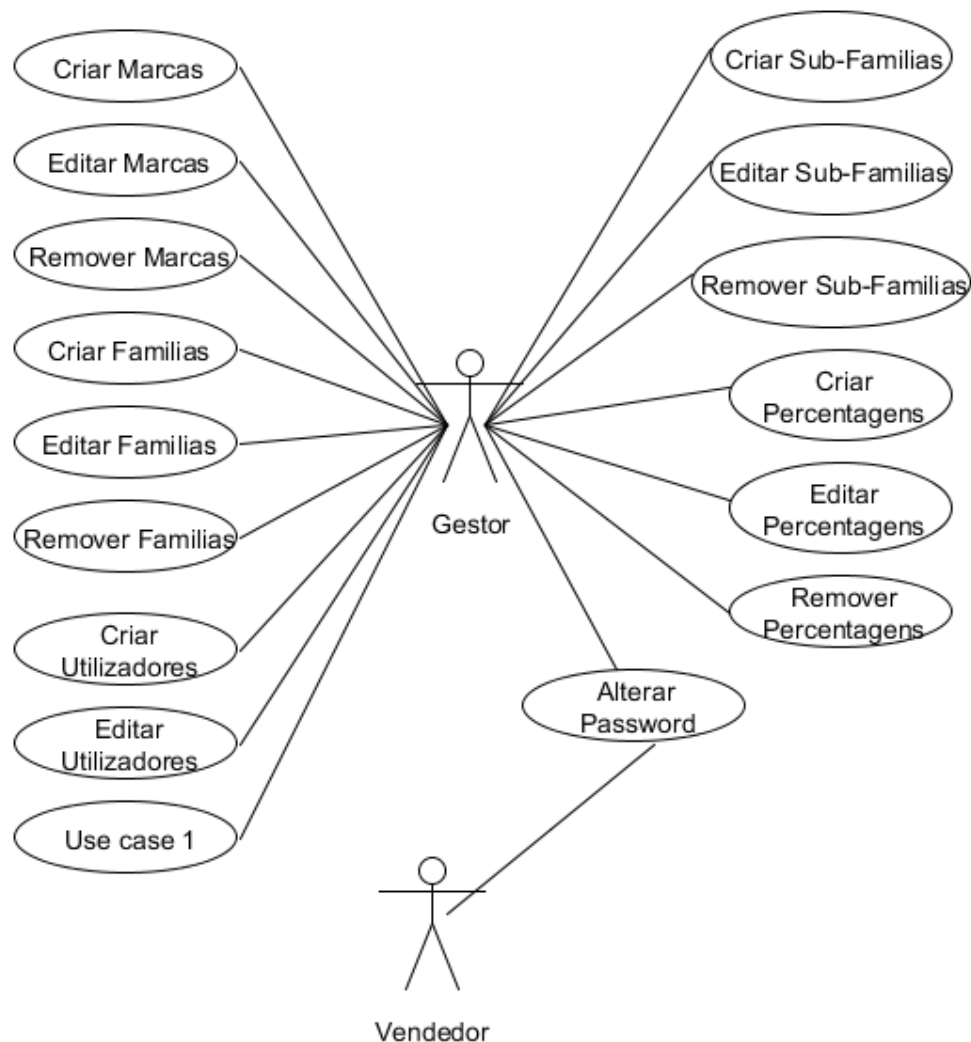 Criar Marcas
Editar Marcas
Remover Marcas
Criar Familias
Editar Familias
Remover Familias
Criar
Utilizadores
Editar
Utilizadores
Use case 1
Gestor
Criar Sub-Familias
Editar Sub-Familias
Remover Sub-Familias
Criar
Percentagens
Editar
Percentagens
Remover
Percentagens
Alterar
Password
Vendedor